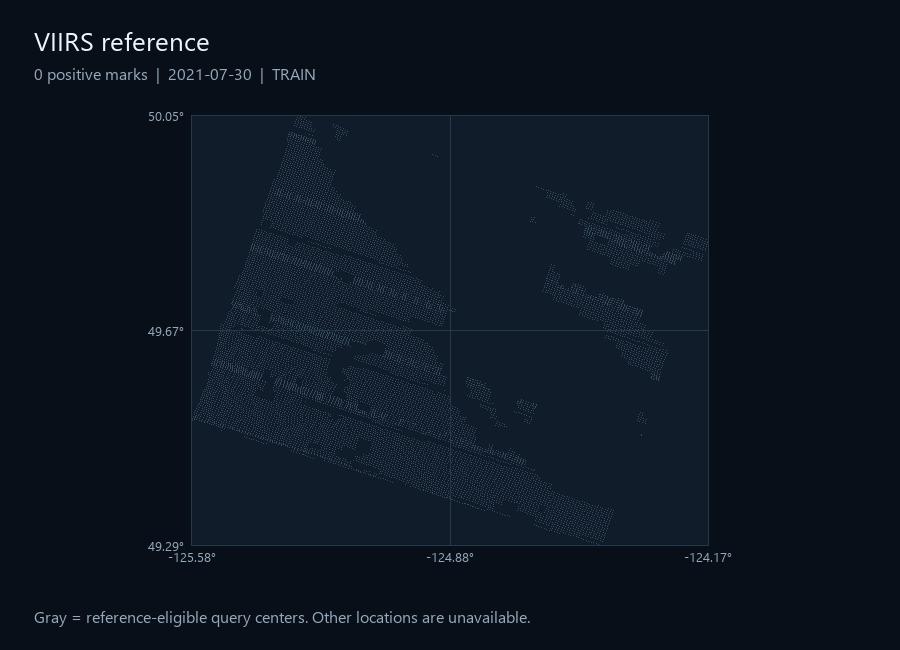 VIIRS reference
0 positive marks | 2021-07-30 | TRAIN
50.05°
49.67°
49.29°
-125.58°
-124.88°
-124.17°
Gray = reference-eligible query centers. Other locations are unavailable.